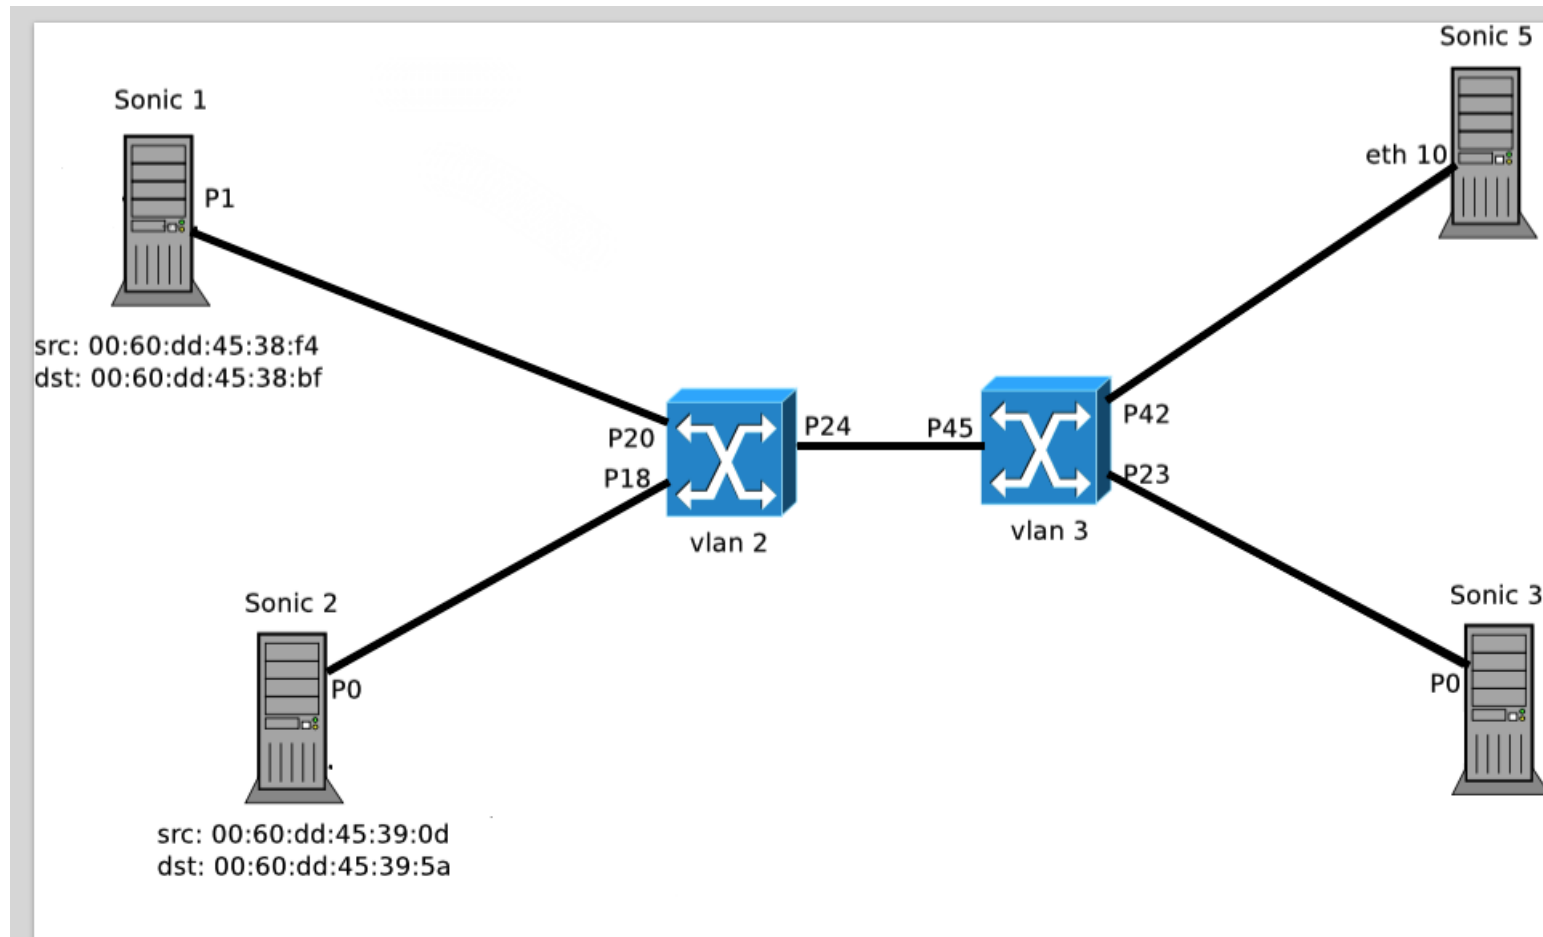 Sonic 5
Sonic 1
eth 10
P1
src: 00:60:dd:45:38:f4
dst: 00:60:dd:45:38:bf
P20
P24
P45
P42
P18
P23
vlan 2
vlan 3
Sonic 2
Sonic 3
P0
P0
src: 00:60:dd:45:39:0d
dst: 00:60:dd:45:39:5a